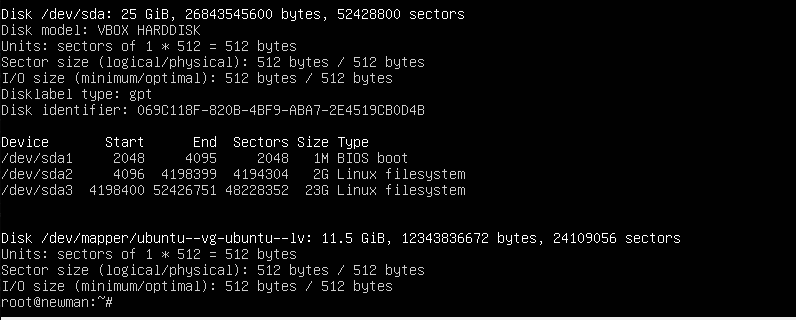 Disk /dev/sda: 25 GiB, 26843545600 bytes, 52428800 sectors
Disk model: VBOX HARDDISK
Units: sectors of 1 * 512 = 512 bytes
Sector size (logical/physical): 512 bytes / 512 bytes
I/O size (minimum/optimal): 512 bytes / 512 bytes
Disklabel type: gpt
Disk identifier: 069C118F-820B-4BF9-ABA7-2E4519CB0D4B
Device Start End Sectors Size Type
/dev/sda1 2048 4095 2048 1M BIOS boot
/dev/sda2 4096 4198399 4194304 2G Linux filesystem
/dev/sda3 4198400 52426751 48228352 23G Linux filesystem
Disk /dev/mapper/ubuntu--vg-ubuntu--lv: 11.5 GiB, 12343836672 bytes, 24109056 sectors
Units: sectors of 1 * 512 = 512 bytes
Sector size (logical/physical): 512 bytes / 512 bytes
I/O size (minimum/optimal): 512 bytes / 512 bytes
root@newman:~#